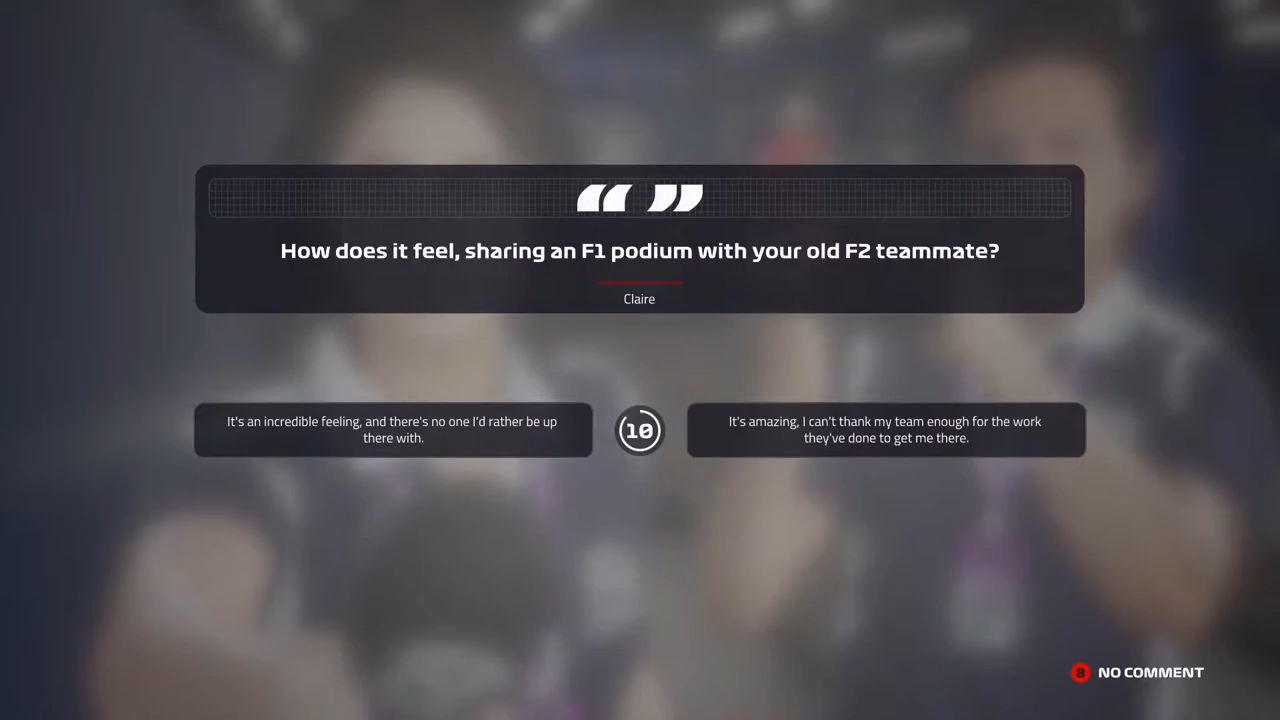 “ ”
How does it feel, sharing an F1 podium with your old F2 teammate?
Claire
It's an incredible feeling, and there's no one I'd rather be up
there with.
10
It's amazing, I can't thank my team enough for the work
they've done to get me there.
B NO COMMENT